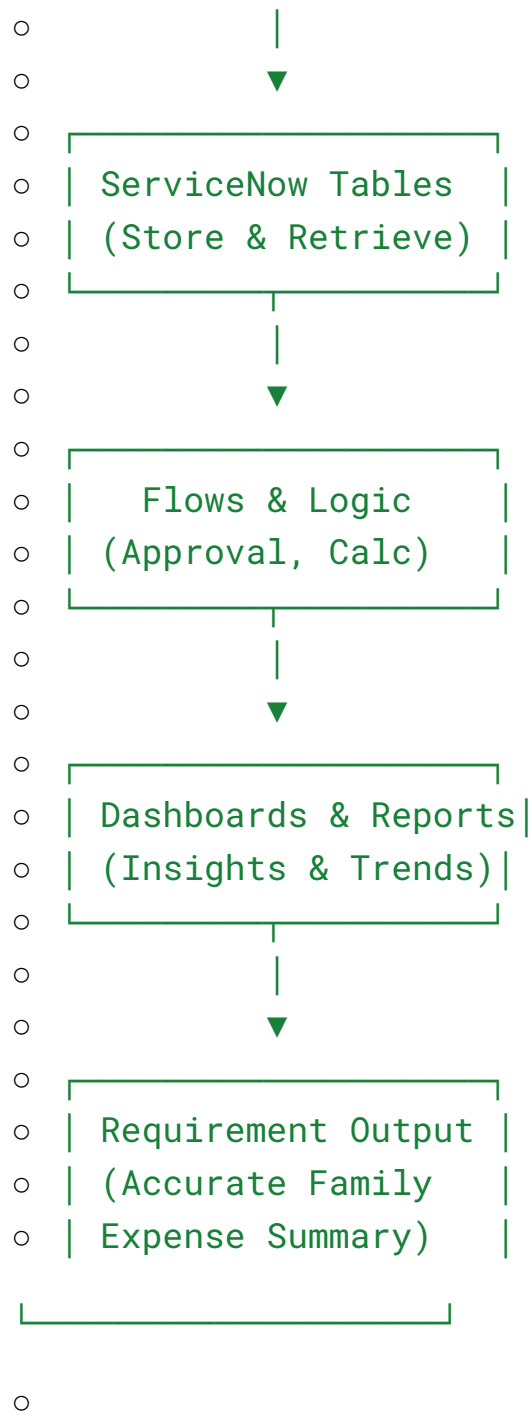 ServiceNow Tables
(Store & Retrieve)
Flows & Logic
(Approval, Calc)
Dashboards & Reports
(Insights & Trends)
Requirement Output
(Accurate Family
Expense Summary)